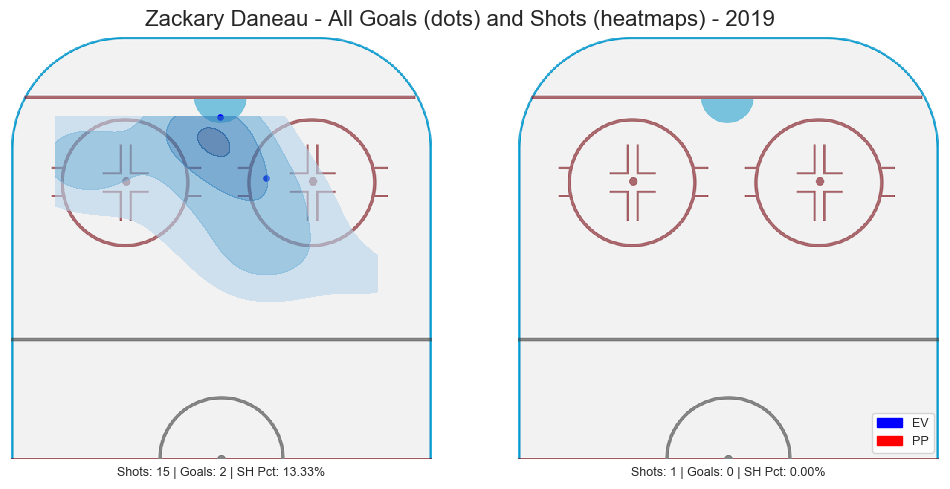 Zackary Daneau - All Goals (dots) and Shots (heatmaps) - 2019
EV
PP
Shots: 15 | Goals: 2 | SH Pct: 13.33%
Shots: 1 | Goals: 0 | SH Pct: 0.00%